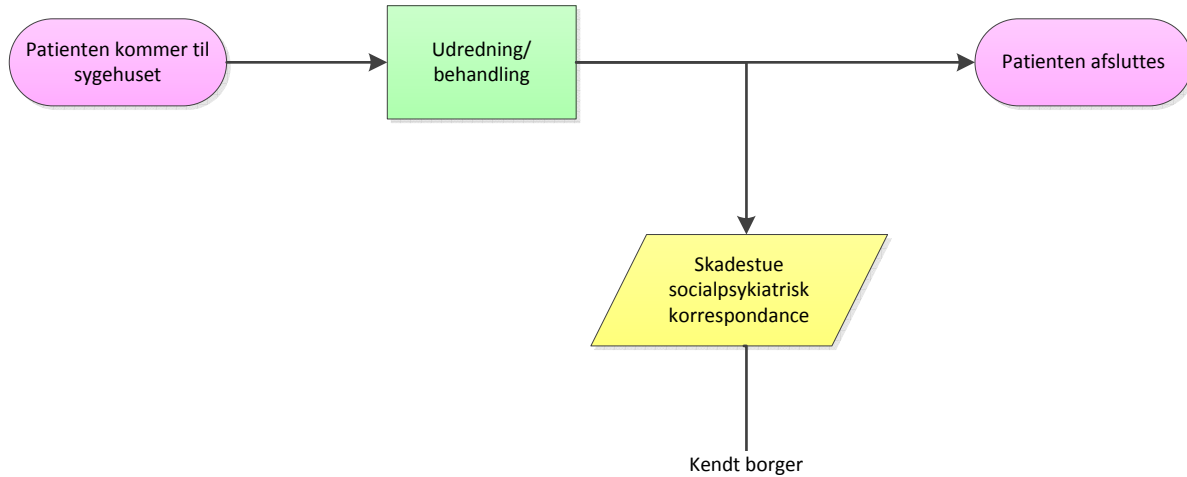 Patienten kommer til
sygehuset
Udredning/
behandling
Patienten afsluttes
Skadestue
socialpsykiatrisk
korrespondance
Kendt borger